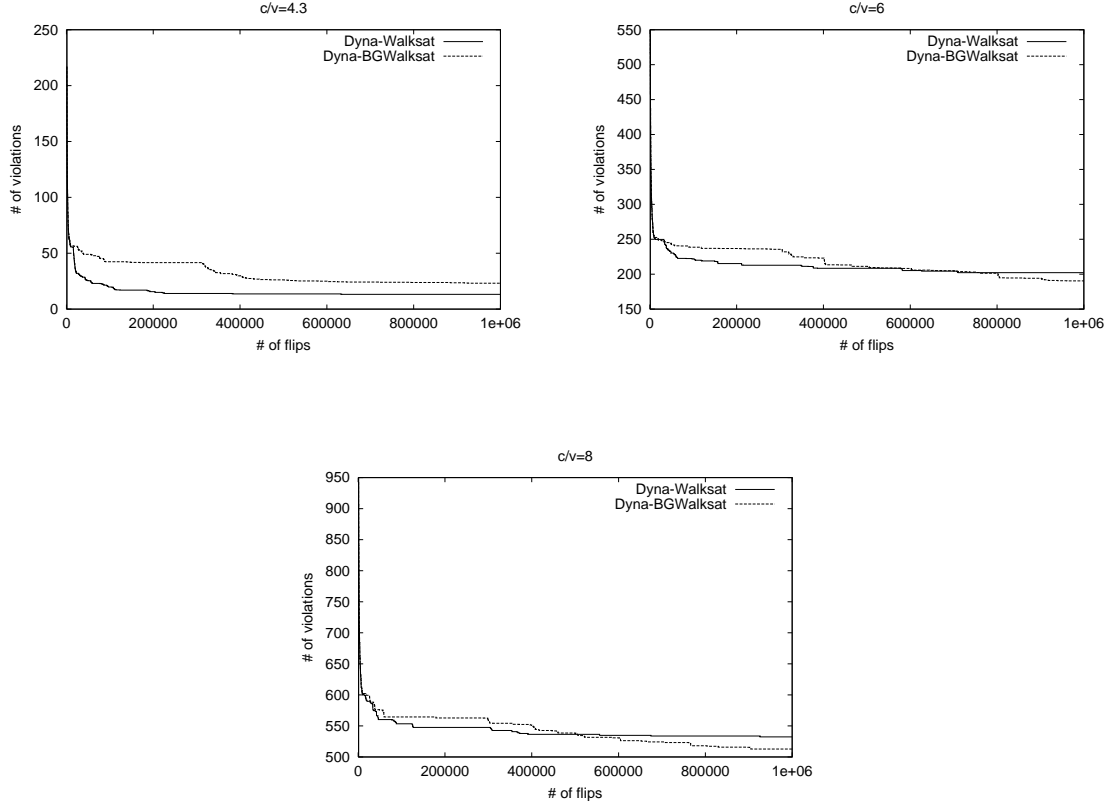 c/v=4.3
250
200
150
100
50
0
0 200000 400000 600000 800000 1e+06
# of violations
# of flips
Dyna-Walksat
Dyna-BGWalksat
c/v=6
550
500
450
400
350
300
250
200
150
0 200000 400000 600000 800000 1e+06
# of violations
# of flips
Dyna-Walksat
Dyna-BGWalksat
c/v=8
950
900
850
800
750
700
650
600
550
500
0 200000 400000 600000 800000 1e+06
# of violations
# of flips
Dyna-Walksat
Dyna-BGWalksat